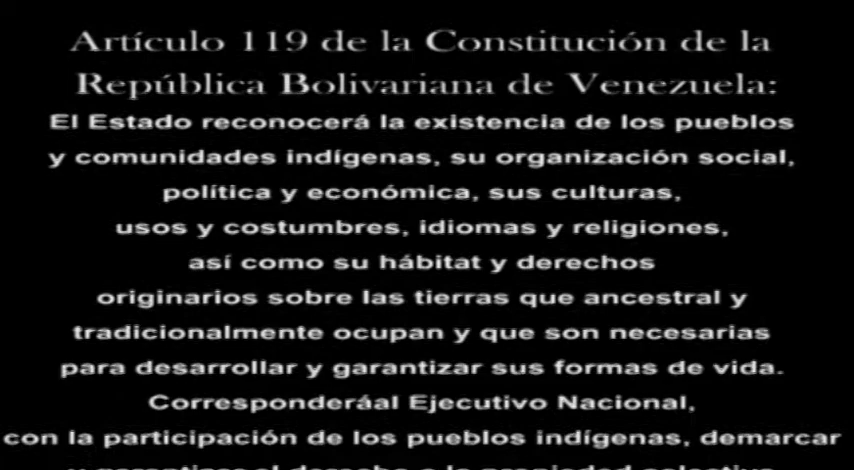 Artículo 119 de la Constitución de la
República Bolivariana de Venezuela:
El Estado reconocerá la existencia de los pueblos
y comunidades indígenas, su organización social,
política y económica, sus culturas,
usos y costumbres, idiomas y religiones,
así como su hábitat y derechos
originarios sobre las tierras que ancestral y
tradicionalmente ocupan y que son necesarias
para desarrollar y garantizar sus formas de vida.
Corresponderáal Ejecutivo Nacional,
con la participación de los pueblos indígenas, demarcar